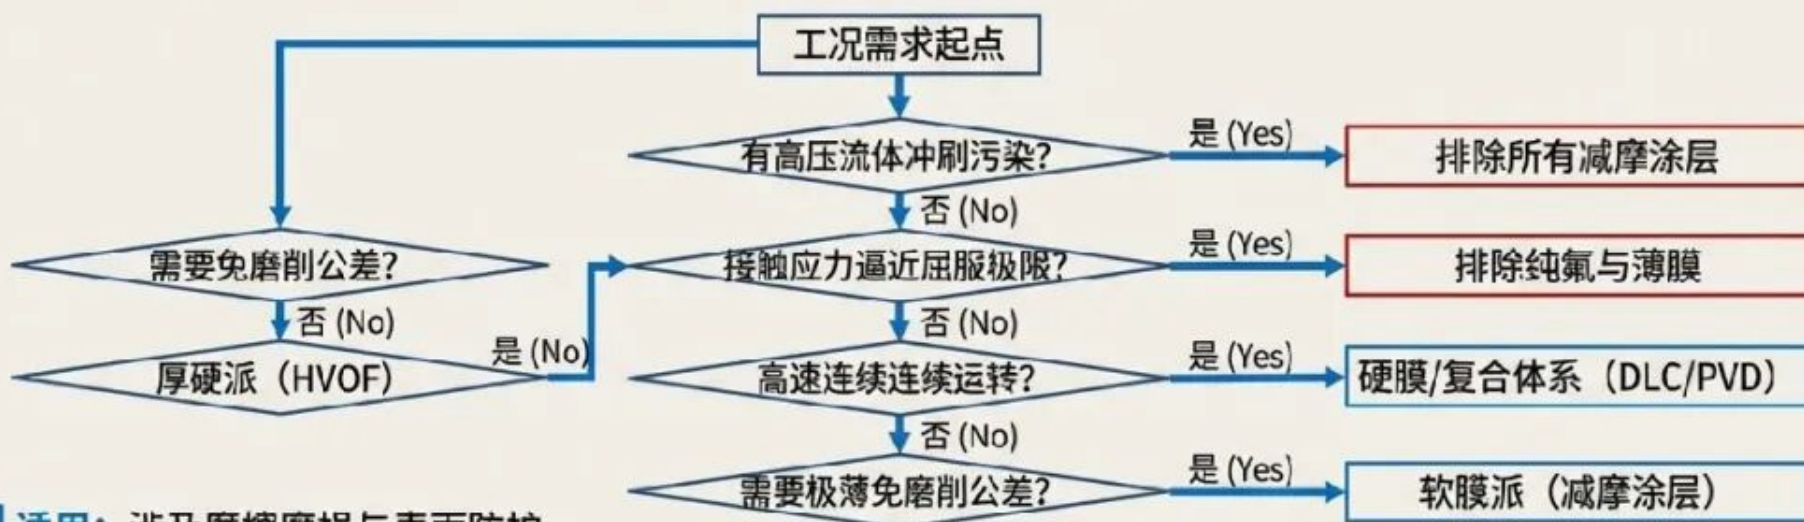 工况需求起点
有高压流体冲刷污染?
是 (Yes)
排除所有减摩涂层
否 (No)
需要免磨削公差?
接触应力逼近屈服极限?
是 (Yes)
排除纯氟与薄膜
否 (No)
否 (No)
厚硬派（HVOF）
是 (No)
高速连续连续运转?
是 (Yes)
硬膜/复合体系（DLC/PVD）
否 (No)
需要极薄免磨削公差?
是 (Yes)
软膜派（减摩涂层）